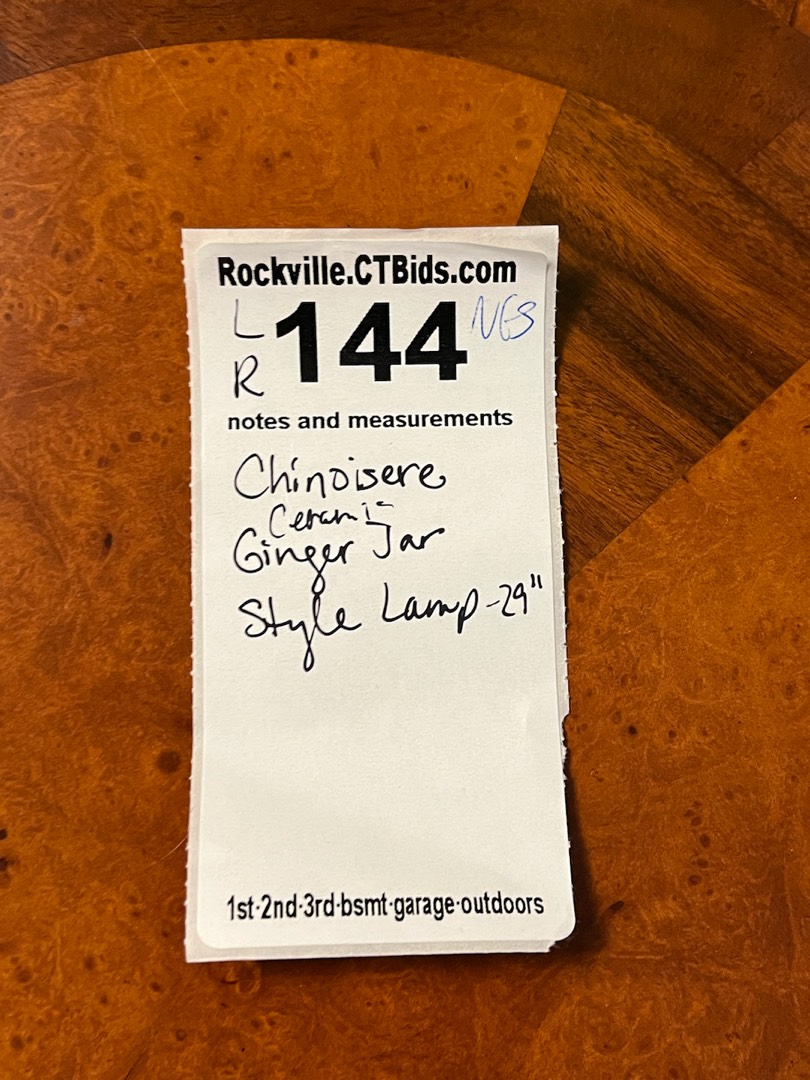 Rockville.CTBids.com
L 144 NGS
R
notes and measurements
Chinoisere
Ceramic
Ginger Jar
Style Lamp-29"
1st·2nd·3rd·bsmt·garage·outdoors